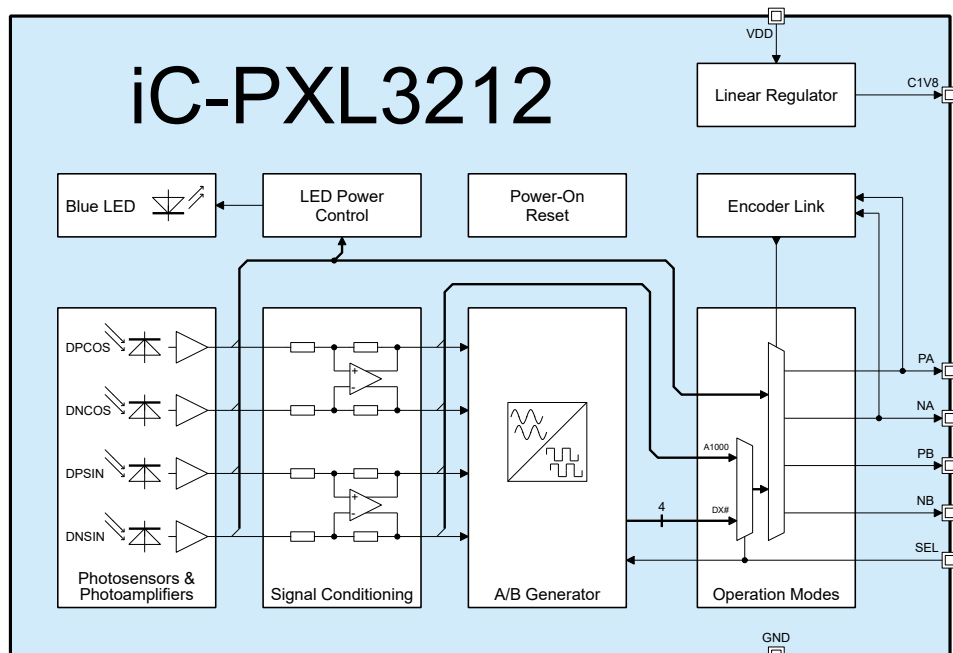 VDD
iC-PXL3212
Linear Regulator
C1V8
Blue LED
LED Power
Control
Power-On
Reset
Encoder Link
DPCOS
DNCOS
DPSIN
DNSIN
+
-
+
-
A1000
4
DX#
PA
NA
PB
NB
SEL
Photosensors &
Photoamplifiers
Signal Conditioning
A/B Generator
Operation Modes
GND